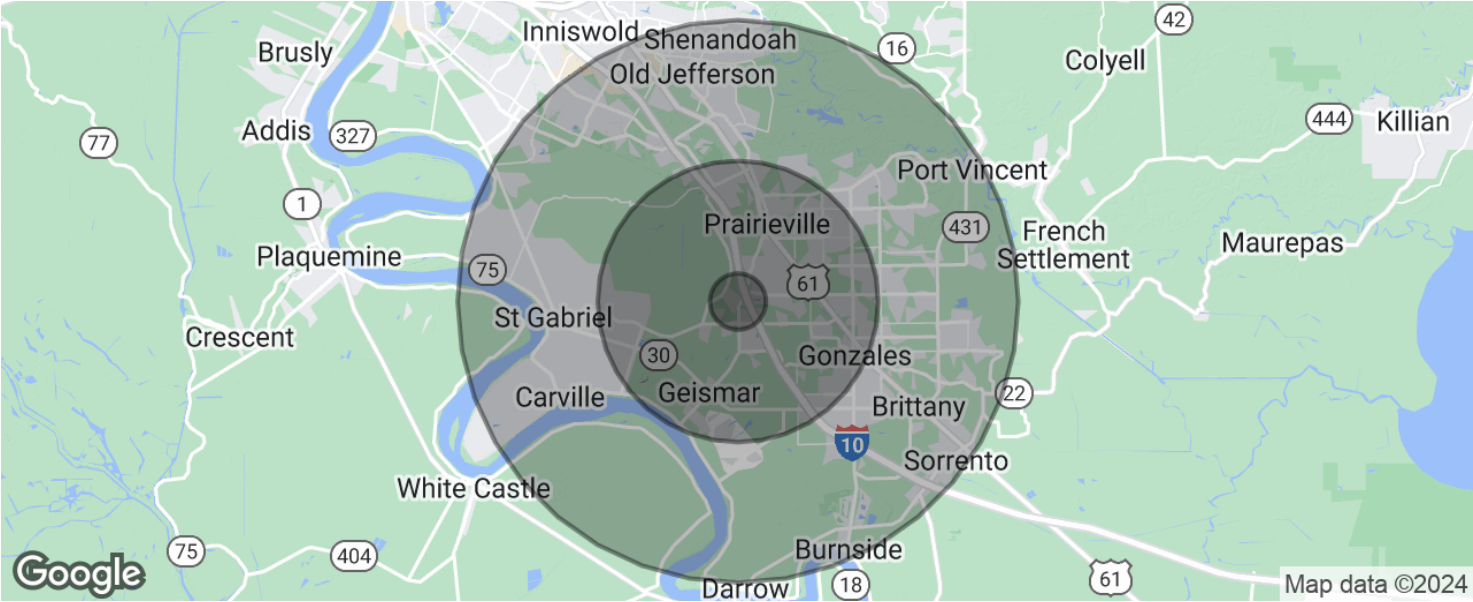 42
Inniswold
Shenandoah
16
Brusly
Colyell
Old Jefferson
444
Killian
Addis
327
77
Port Vincent
1
Prairieville
431
French
Settlement
Maurepas
Plaquemine
75
61
St Gabriel
Crescent
30
Gonzales
Geismar
22
Carville
Brittany
10
Sorrento
White Castle
75
404
Burnside
Google
Darrow
18
61
Map data ©2024